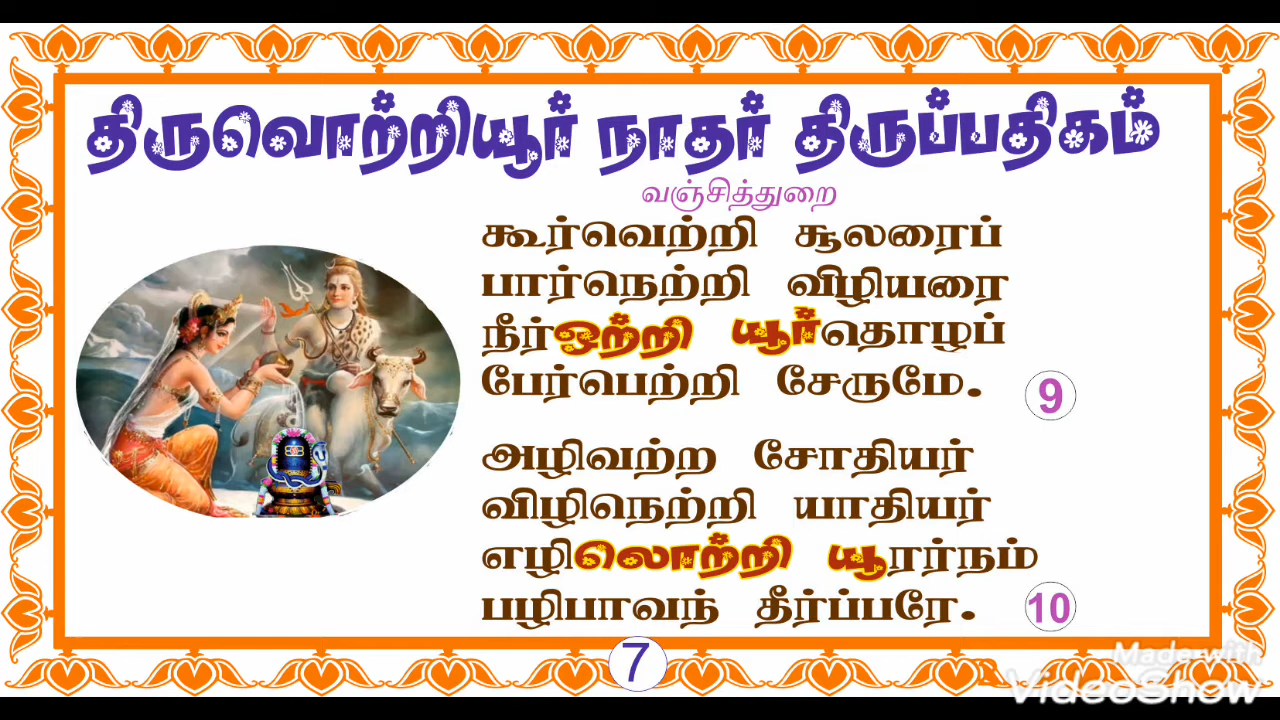 திருவொற்றியூர் நாதர் திருப்பதிகம்
வஞ்சித்துறை
கூர்வெற்றி சூலரைப்
பார்நெற்றி விழியரை
நீர்ஒற்றி யூர்தொழப்
பேர்பெற்றி சேருமே. 9
அழிவற்ற சோதியர்
விழிநெற்றி யாதியர்
எழிலொற்றி யூரர்நம்
பழிபாவந் தீர்ப்பரே. 10
7
Made with
VideoShow